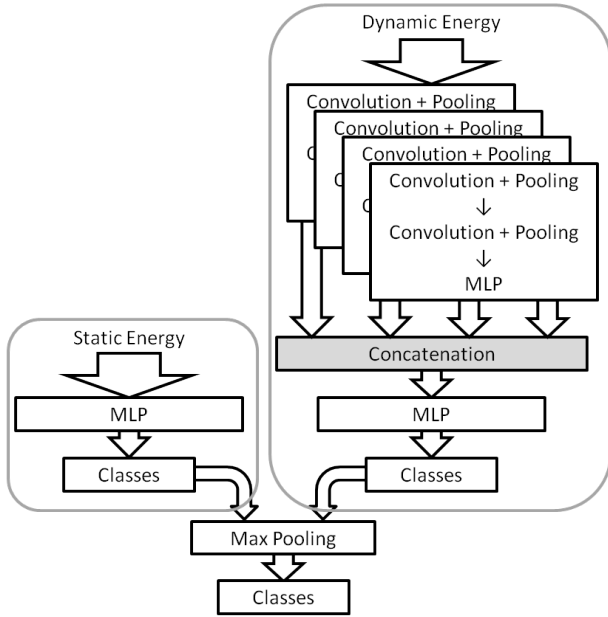 Dynamic Energy
Convolution + Pooling
Convolution + Pooling
Convolution + Pooling
Convolution + Pooling
↓
Convolution + Pooling
↓
MLP
Concatenation
MLP
Classes
Static Energy
MLP
Classes
Max Pooling
Classes